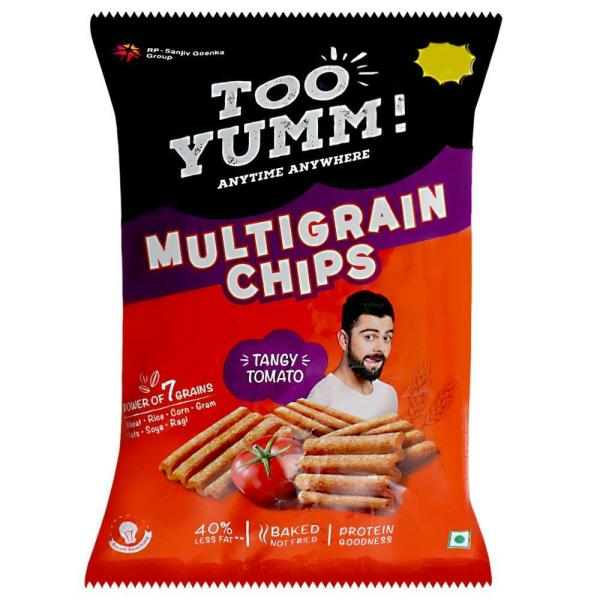 RP - Sanjiv Goenka
Group
TOO
YUMM!
ANYTIME ANYWHERE
MULTIGRAIN
CHIPS
TANGY
TOMATO
POWER OF 7 GRAINS
Wheat - Rice - Corn - Gram
Oats - Soya - Ragi
40%
LESS FAT**
BAKED
NOT FRIED
PROTEIN
GOODNESS